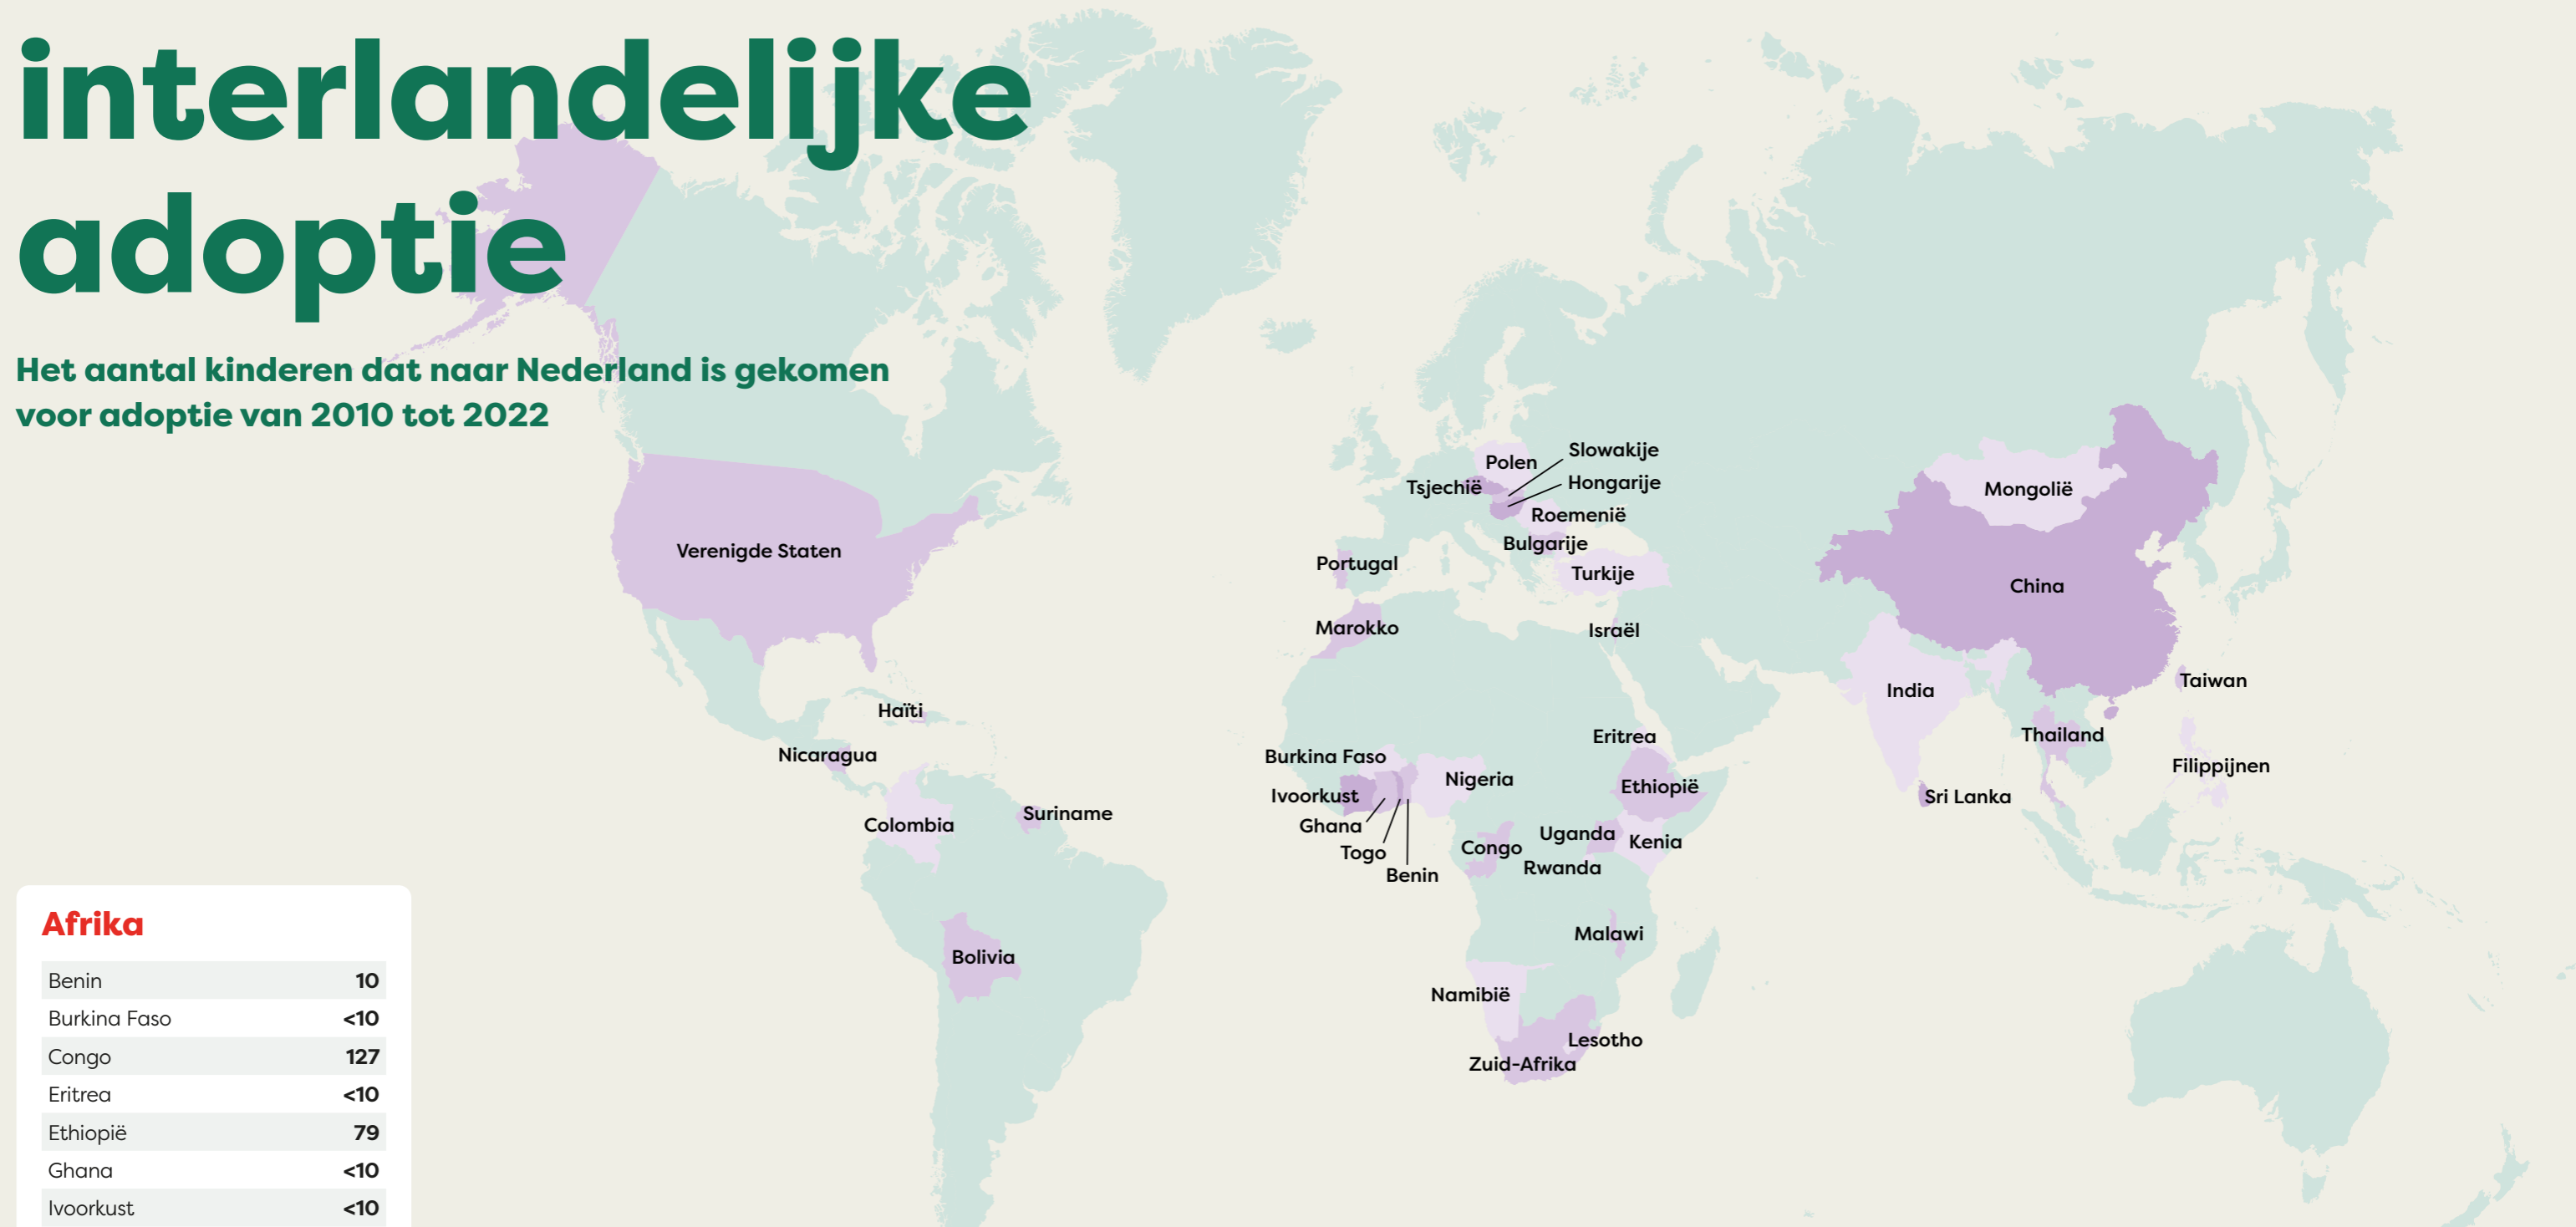 interlandelijke
adoptie
Het aantal kinderen dat naar Nederland is gekomen
voor adoptie van 2010 tot 2022
Slowakije
Polen
Hongarije
Tsjechië
Mongolië
Roemenië
Bulgarije
Verenigde Staten
Portugal
Turkije
China
Marokko
Israël
Taiwan
India
Haïti
Thailand
Eritrea
Nicaragua
Burkina Faso
Filippijnen
Nigeria
Ethiopië
Ivoorkust
Sri Lanka
Suriname
Colombia
Ghana
Uganda
Kenia
Congo
Togo
Rwanda
Benin
Malawi
Bolivia
Namibië
Lesotho
Zuid-Afrika
Afrika
Benin 10
Burkina Faso <10
Congo 127
Eritrea <10
Ethiopië 79
Ghana <10
Ivoorkust <10